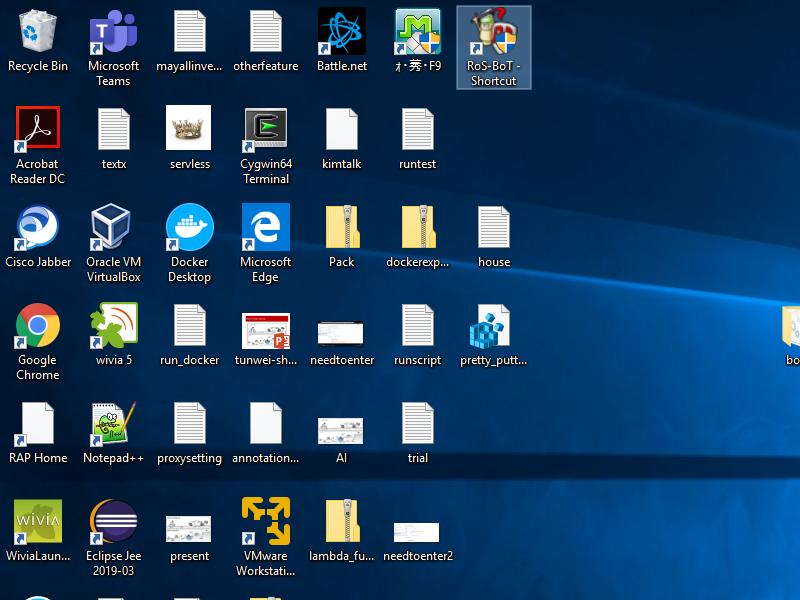 Recycle Bin
Microsoft
Teams
mayallinve...
otherfeature
Battle.net
RoS-BoT -
Shortcut
Acrobat
Reader DC
textx
servless
Cygwin64
Terminal
kimtalk
runtest
Cisco Jabber
Oracle VM
VirtualBox
Docker
Desktop
Microsoft
Edge
Pack
dockerexp...
house
Google
Chrome
wivia 5
run_docker
tunwei-sh...
needtoenter
runscript
pretty_putt...
bo
RAP Home
Notepad++
proxysetting
annotation...
AI
trial
wivia
WiviaLaun...
Eclipse Jee
2019-03
present
VMware
Workstati...
lambda_fu...
needtoenter2